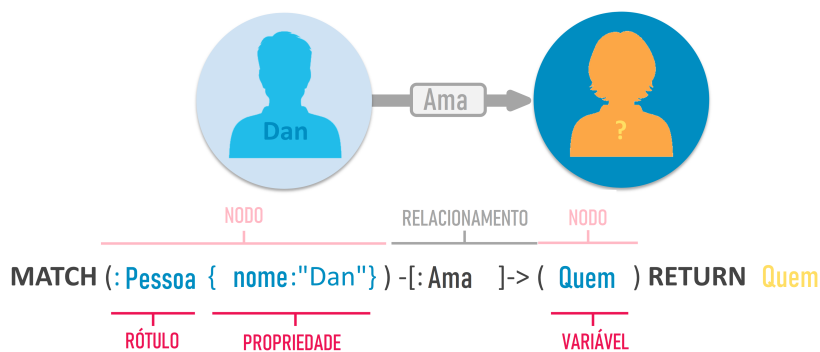 Dan
Ama
?
NODO RELACIONAMENTO NODO
MATCH (: Pessoa { nome:"Dan"} ) -[: Ama ]-> ( Quem ) RETURN Quem
RÓTULO PROPRIEDADE VARIÁVEL